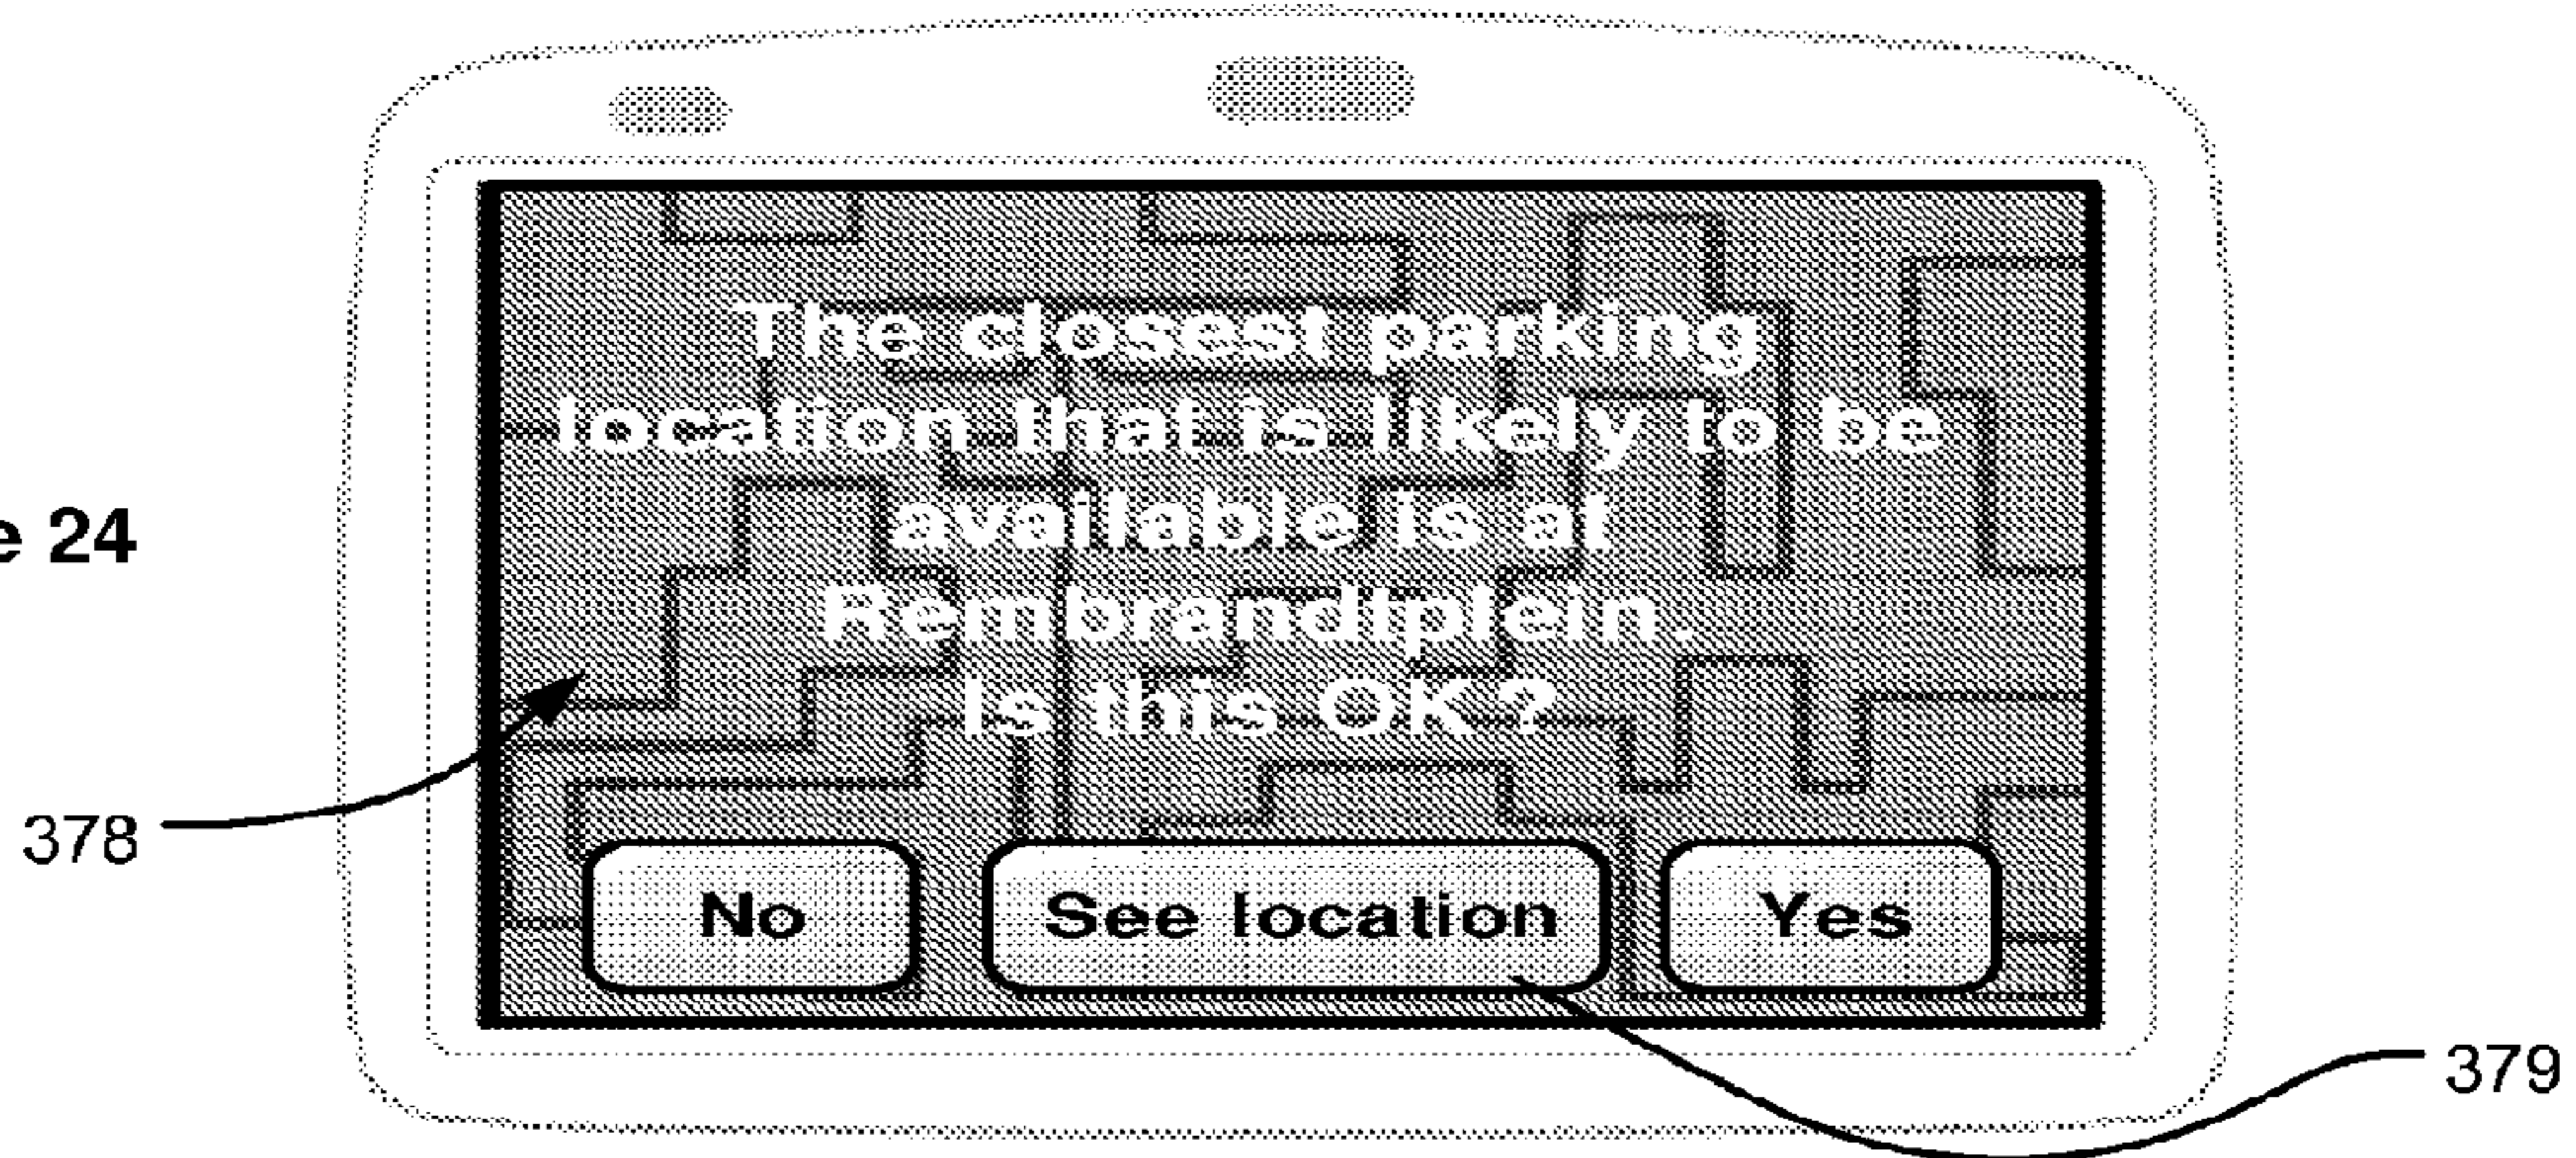 The closest parking
location that is likely to be
available is at
e 24
Rembrandtplein.
Is this OK?
378
No
See location
Yes
379